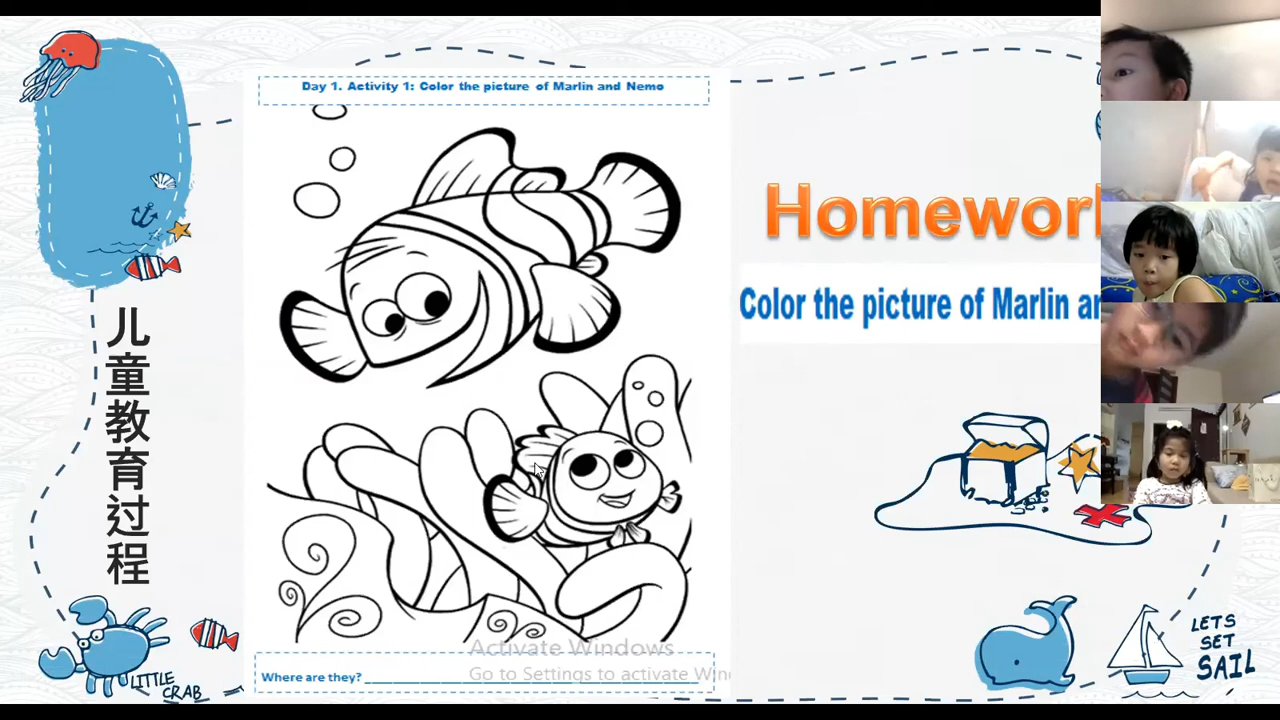 Day 1. Activity 1: Color the picture of Marlin and Nemo
Homework
Color the picture of Marlin an
儿童教育过程
LITTLE
CRAB
LETS
SET
SAIL
Activate Windows
Go to Settings to activate Win
Where are they?